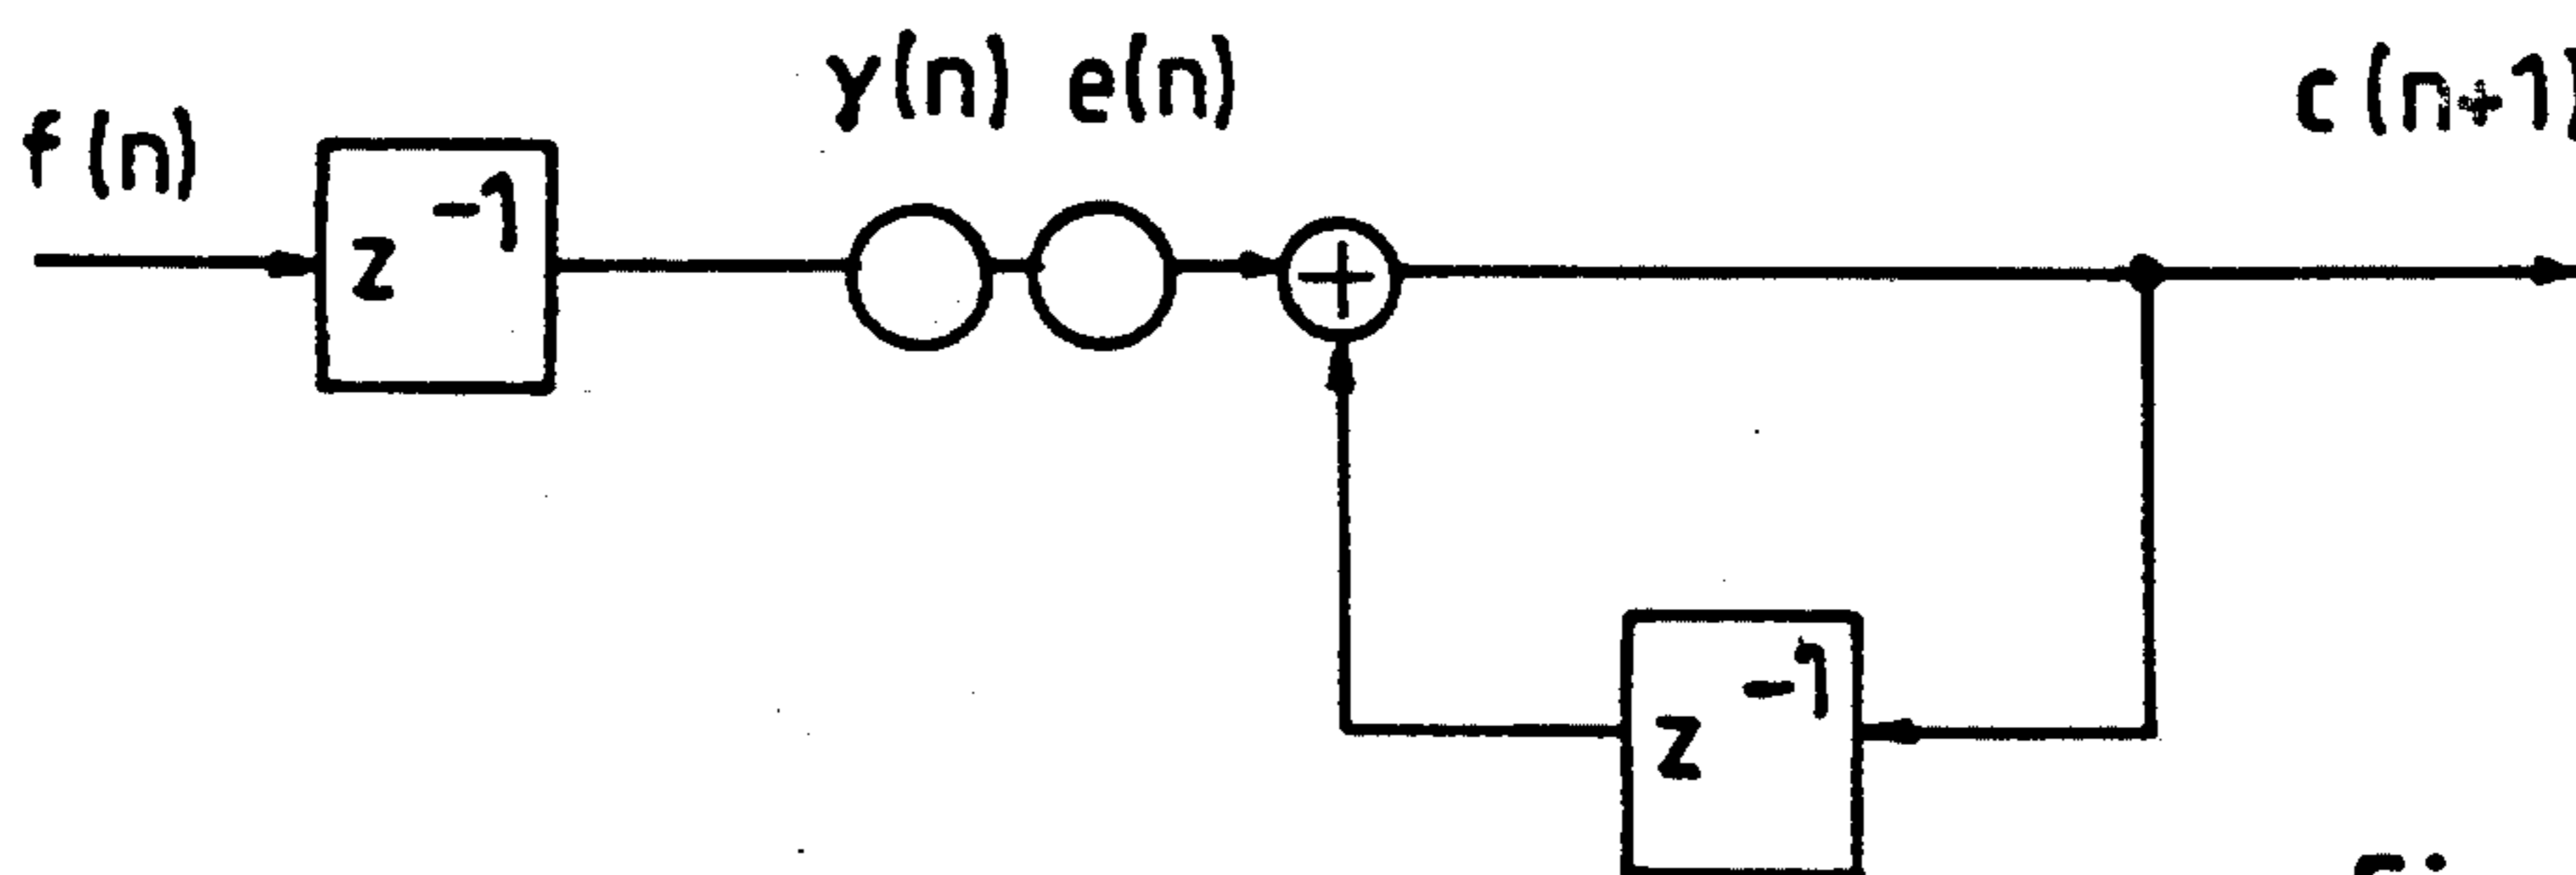 f(n)
z⁻¹
y(n)
e(n)
+
c(n+1)
z⁻¹